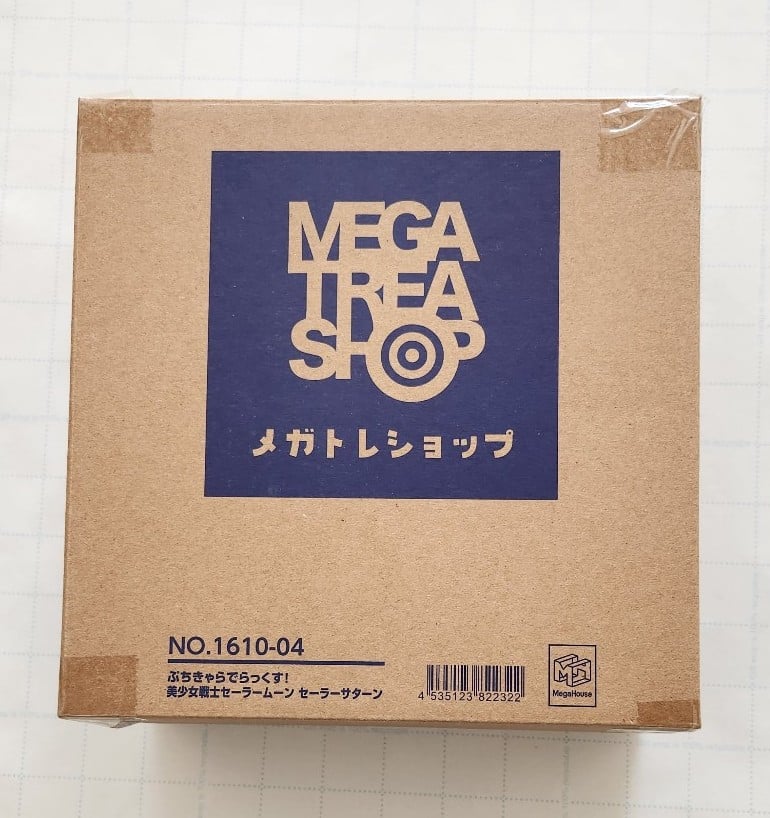 MEGA
TREA
SHOP
メガトレショップ
NO.1610-04
ぷちきゃらでらっくす!
美少女戦士セーラームーン セーラーサターン
4 535123 822322
MegaHouse